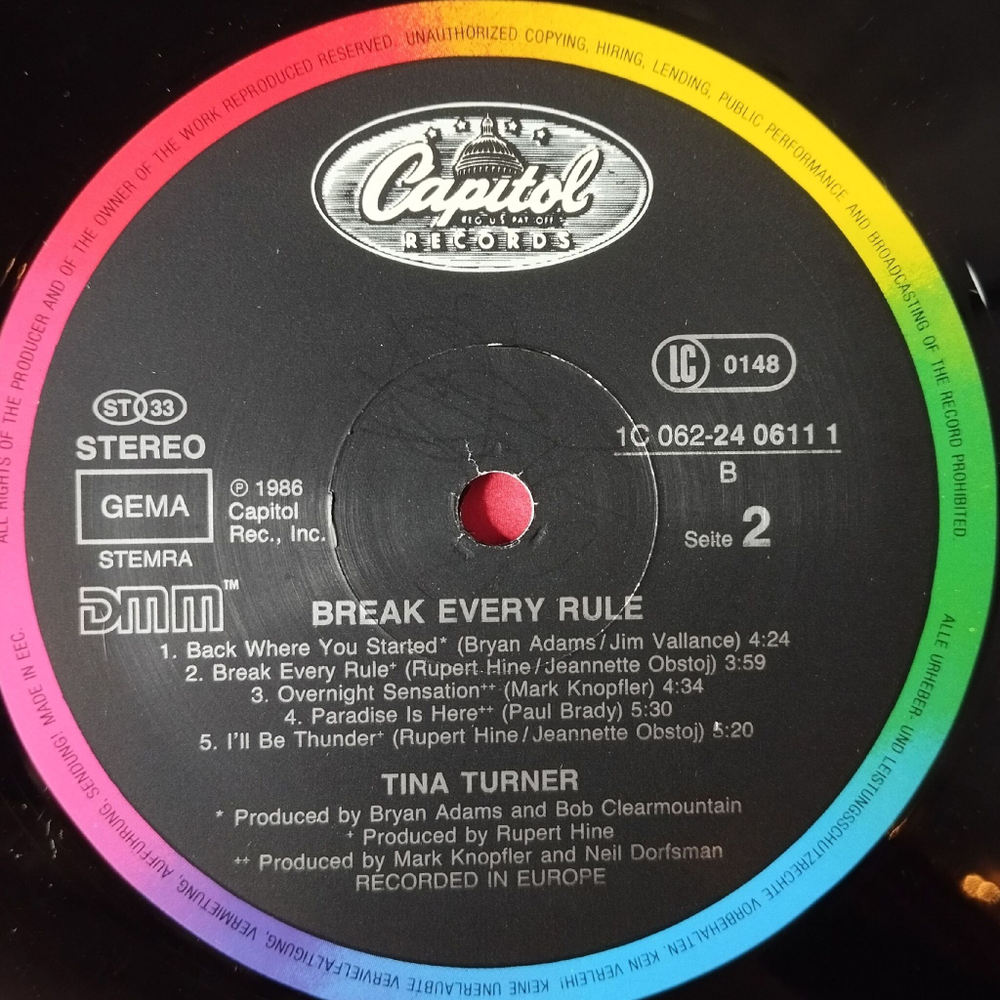 ALL RIGHTS OF THE PRODUCER AND OF THE OWNER OF THE WORK REPRODUCED RESERVED. UNAUTHORIZED COPYING, HIRING, LENDING, PUBLIC PERFORMANCE AND BROADCASTING OF THE RECORD PROHIBITED.
Capitol
REG. U.S. PAT. OFF.
RECORDS
LC 0148
ST 33
STEREO
GEMA
STEMRA
DMM™
℗ 1986
Capitol
Rec., Inc.
1C 062-24 0611 1
B
Seite 2
BREAK EVERY RULE
1. Back Where You Started* (Bryan Adams/Jim Vallance) 4:24
2. Break Every Rule⁺ (Rupert Hine/Jeannette Obstoj) 3:59
3. Overnight Sensation⁺⁺ (Mark Knopfler) 4:34
4. Paradise Is Here⁺⁺ (Paul Brady) 5:30
5. I'll Be Thunder⁺ (Rupert Hine/Jeannette Obstoj) 5:20
TINA TURNER
* Produced by Bryan Adams and Bob Clearmountain
⁺ Produced by Rupert Hine
⁺⁺ Produced by Mark Knopfler and Neil Dorfsman
RECORDED IN EUROPE
ALLE URHEBER- UND LEISTUNGSSCHUTZRECHTE VORBEHALTEN. KEIN VERLEIH! KEINE UNERLAUBTE VERVIELFÄLTIGUNG, VERMIETUNG, AUFFÜHRUNG, SENDUNG! MADE IN EEC.